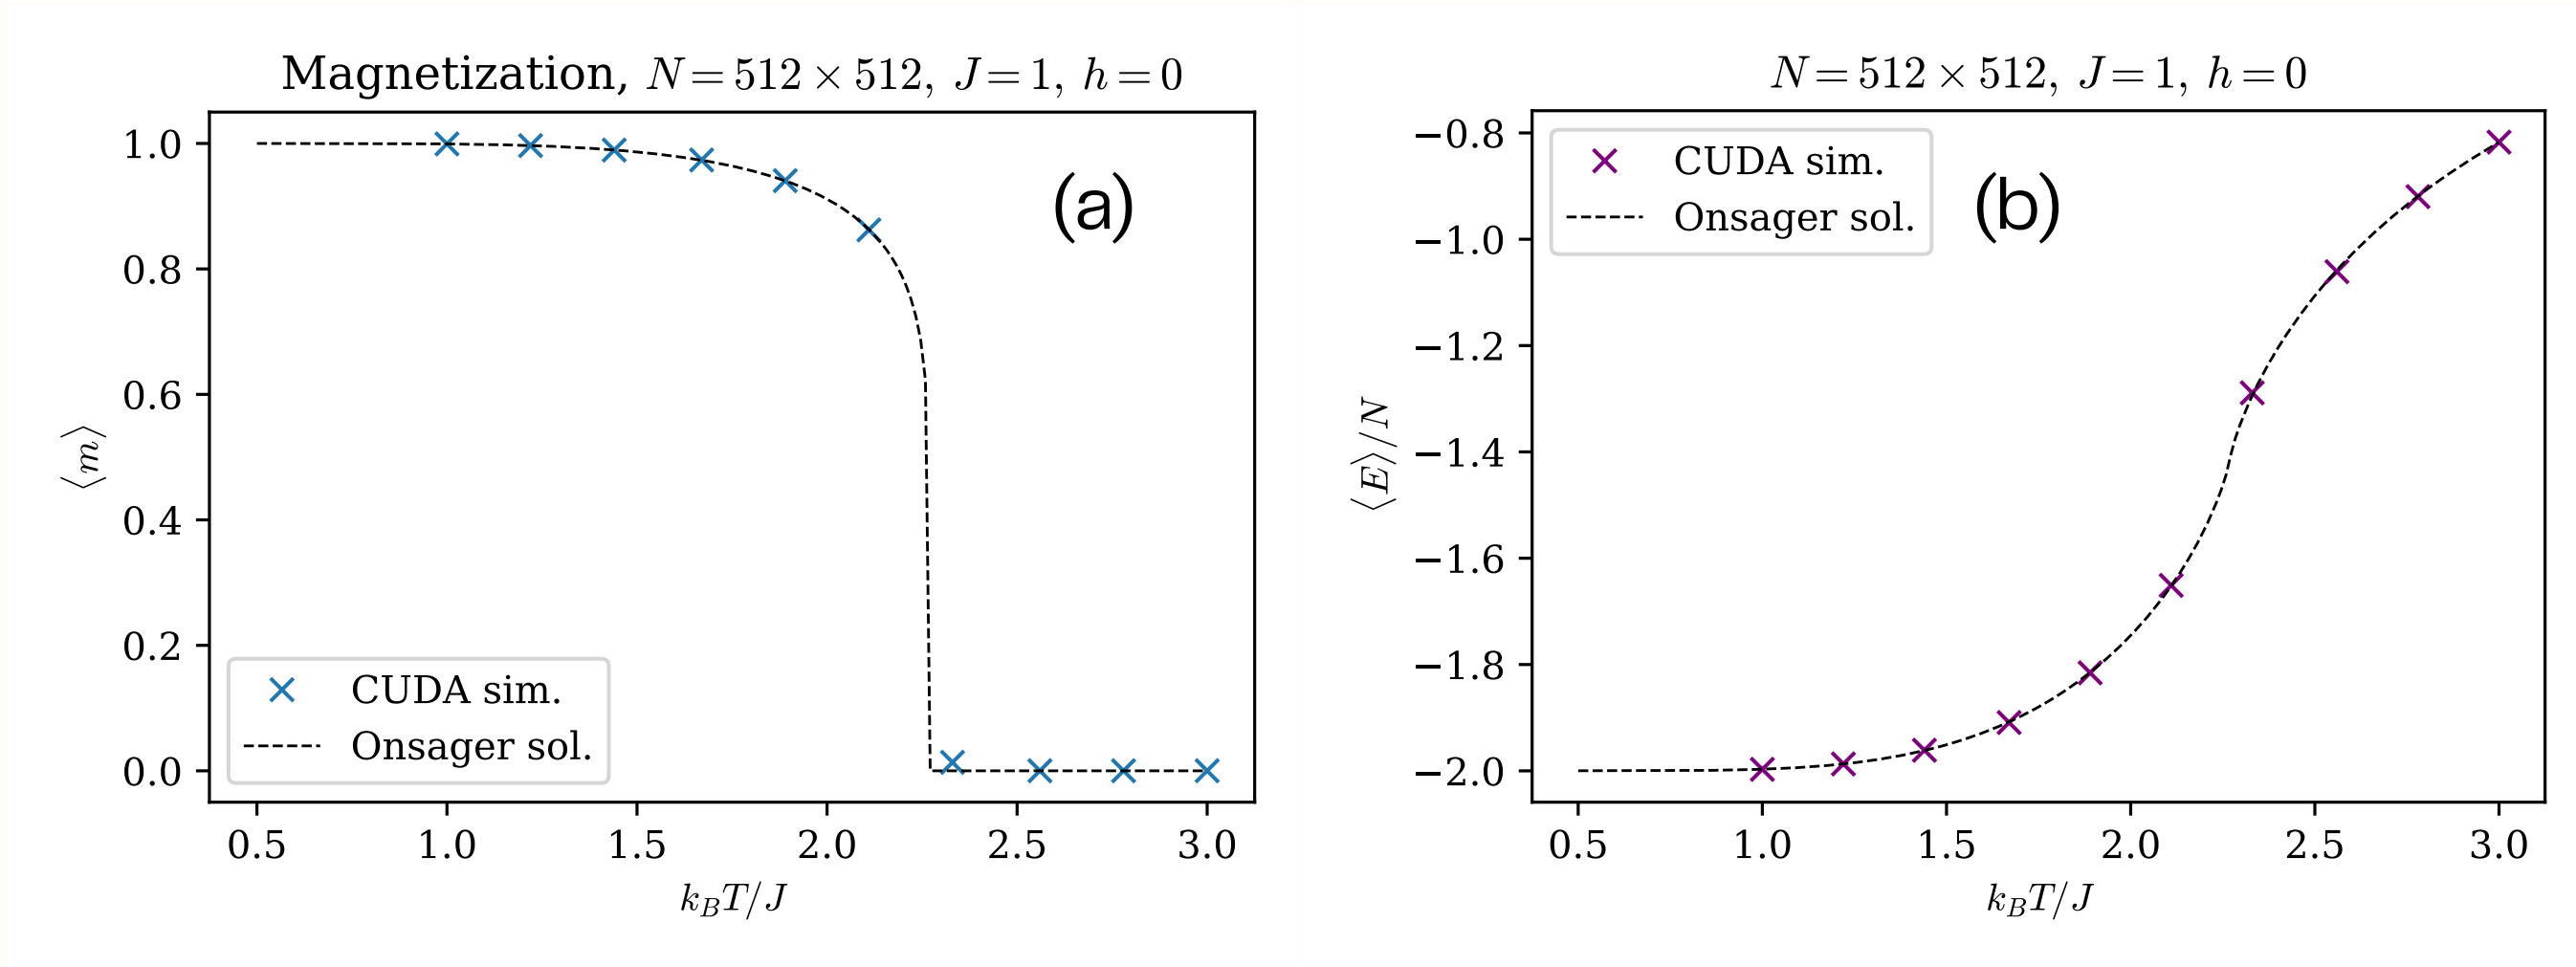 Magnetization, N = 512 × 512, J = 1, h = 0
1.0
0.8
0.6
0.4
0.2
0.0
⟨m⟩
(a)
CUDA sim.
Onsager sol.
0.5 1.0 1.5 2.0 2.5 3.0
k_BT/J
N = 512 × 512, J = 1, h = 0
−0.8
−1.0
−1.2
−1.4
−1.6
−1.8
−2.0
⟨E⟩/N
CUDA sim.
Onsager sol.
(b)
0.5 1.0 1.5 2.0 2.5 3.0
k_BT/J